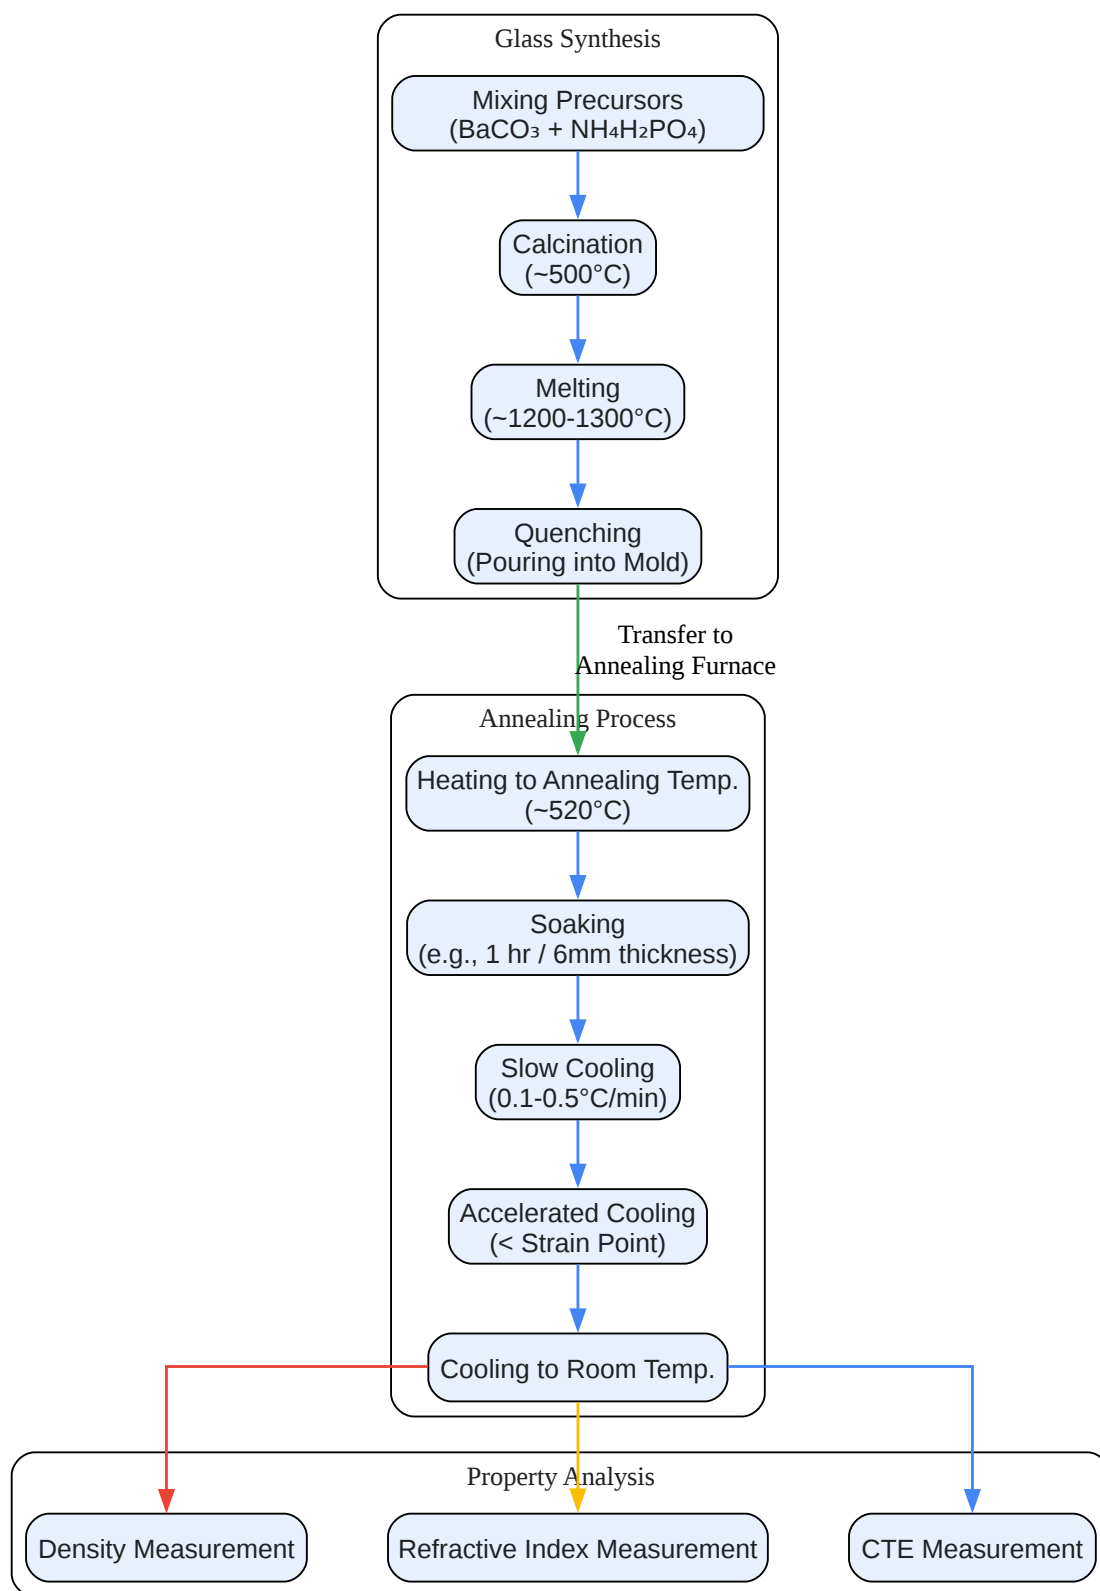 Glass Synthesis
Mixing Precursors
(BaCO₃ + NH₄H₂PO₄)
Calcination
(~500°C)
Melting
(~1200-1300°C)
Quenching
(Pouring into Mold)
Transfer to
Annealing Furnace
Annealing Process
Heating to Annealing Temp.
(~520°C)
Soaking
(e.g., 1 hr / 6mm thickness)
Slow Cooling
(0.1-0.5°C/min)
Accelerated Cooling
(< Strain Point)
Cooling to Room Temp.
Property Analysis
Density Measurement
Refractive Index Measurement
CTE Measurement